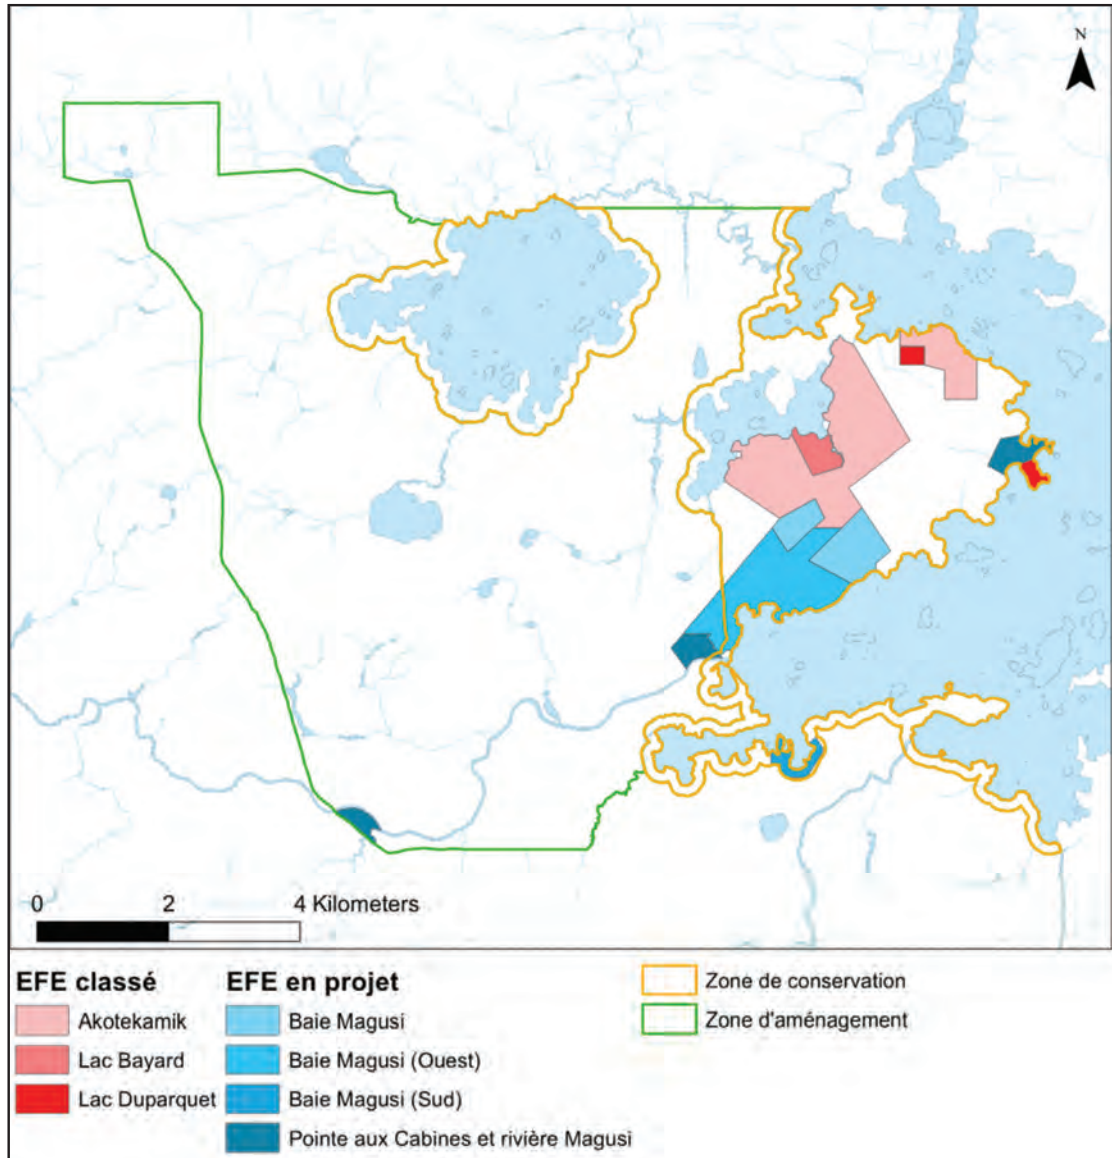 N
0 2 4 Kilometers
EFE classé
Akotekamik
Lac Bayard
Lac Duparquet
EFE en projet
Baie Magusi
Baie Magusi (Ouest)
Baie Magusi (Sud)
Pointe aux Cabines et rivière Magusi
Zone de conservation
Zone d'aménagement